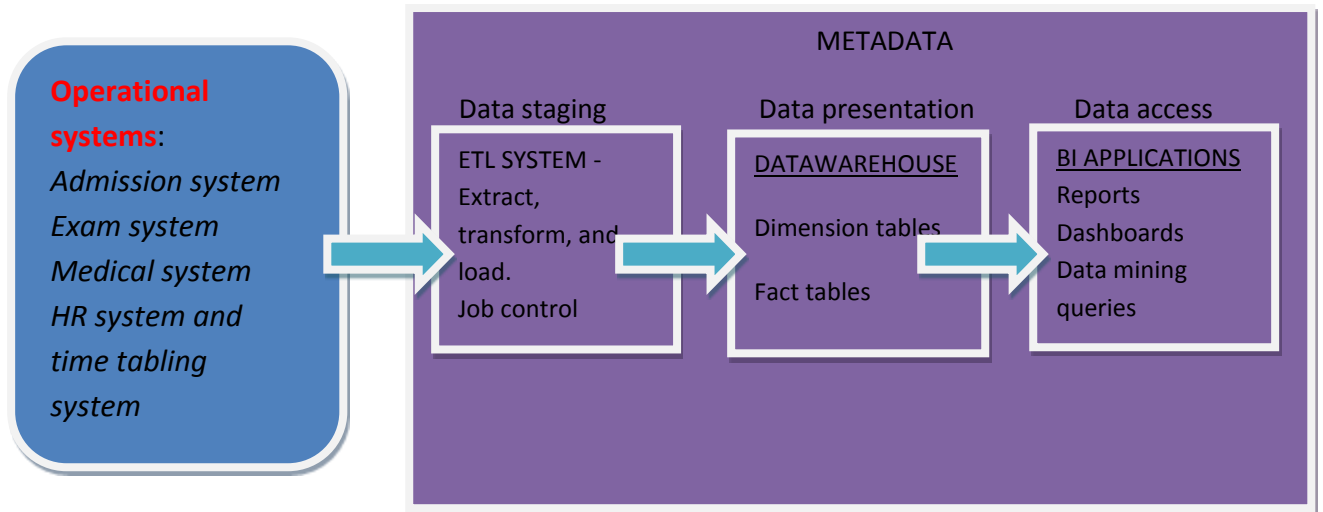 Operational
systems:
Admission system
Exam system
Medical system
HR system and
time tabling
system
METADATA
Data staging
ETL SYSTEM -
Extract,
transform, and
load.
Job control
Data presentation
DATAWAREHOUSE
Dimension tables
Fact tables
Data access
BI APPLICATIONS
Reports
Dashboards
Data mining
queries